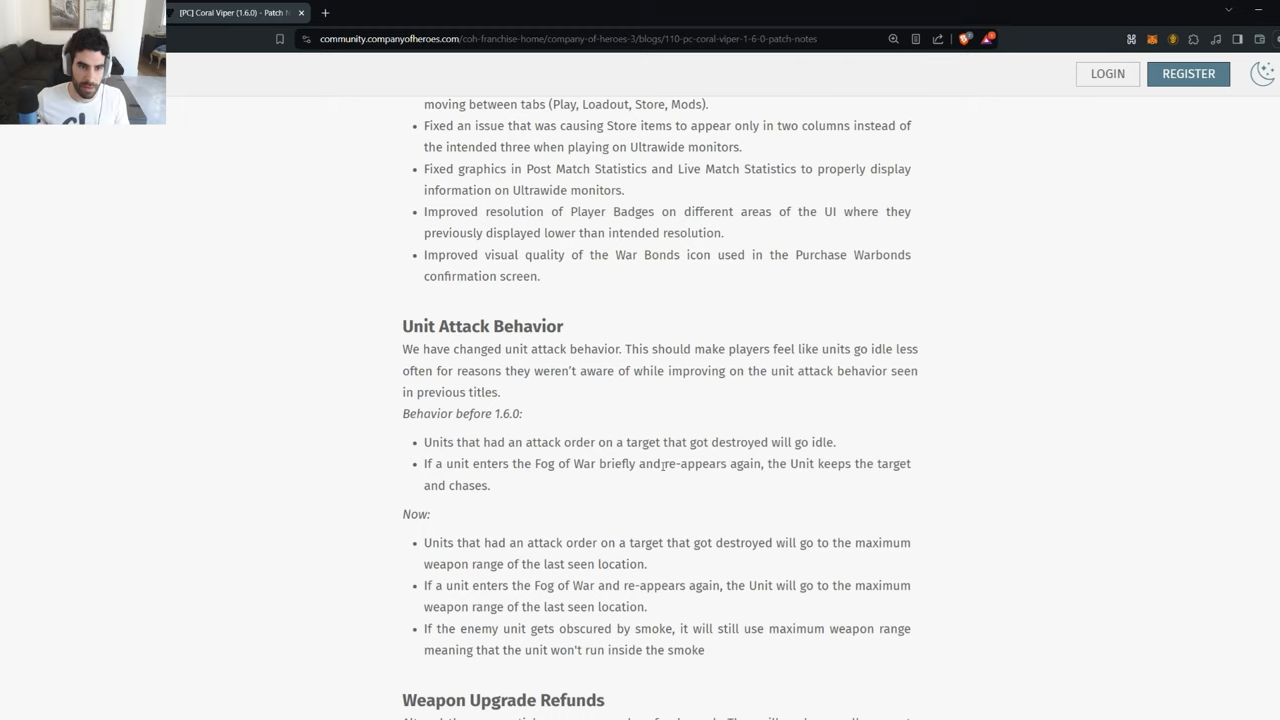 [PC] Coral Viper (1.6.0) - Patch N
community.companyofheroes.com/coh-franchise-home/company-of-heroes-3/blogs/110-pc-coral-viper-1-6-0-patch-notes
LOGIN
REGISTER
moving between tabs (Play, Loadout, Store, Mods).
• Fixed an issue that was causing Store items to appear only in two columns instead of
the intended three when playing on Ultrawide monitors.
• Fixed graphics in Post Match Statistics and Live Match Statistics to properly display
information on Ultrawide monitors.
• Improved resolution of Player Badges on different areas of the UI where they
previously displayed lower than intended resolution.
• Improved visual quality of the War Bonds icon used in the Purchase Warbonds
confirmation screen.
Unit Attack Behavior
We have changed unit attack behavior. This should make players feel like units go idle less
often for reasons they weren’t aware of while improving on the unit attack behavior seen
in previous titles.
Behavior before 1.6.0:
• Units that had an attack order on a target that got destroyed will go idle.
• If a unit enters the Fog of War briefly and re-appears again, the Unit keeps the target
and chases.
Now:
• Units that had an attack order on a target that got destroyed will go to the maximum
weapon range of the last seen location.
• If a unit enters the Fog of War and re-appears again, the Unit will go to the maximum
weapon range of the last seen location.
• If the enemy unit gets obscured by smoke, it will still use maximum weapon range
meaning that the unit won't run inside the smoke
Weapon Upgrade Refunds